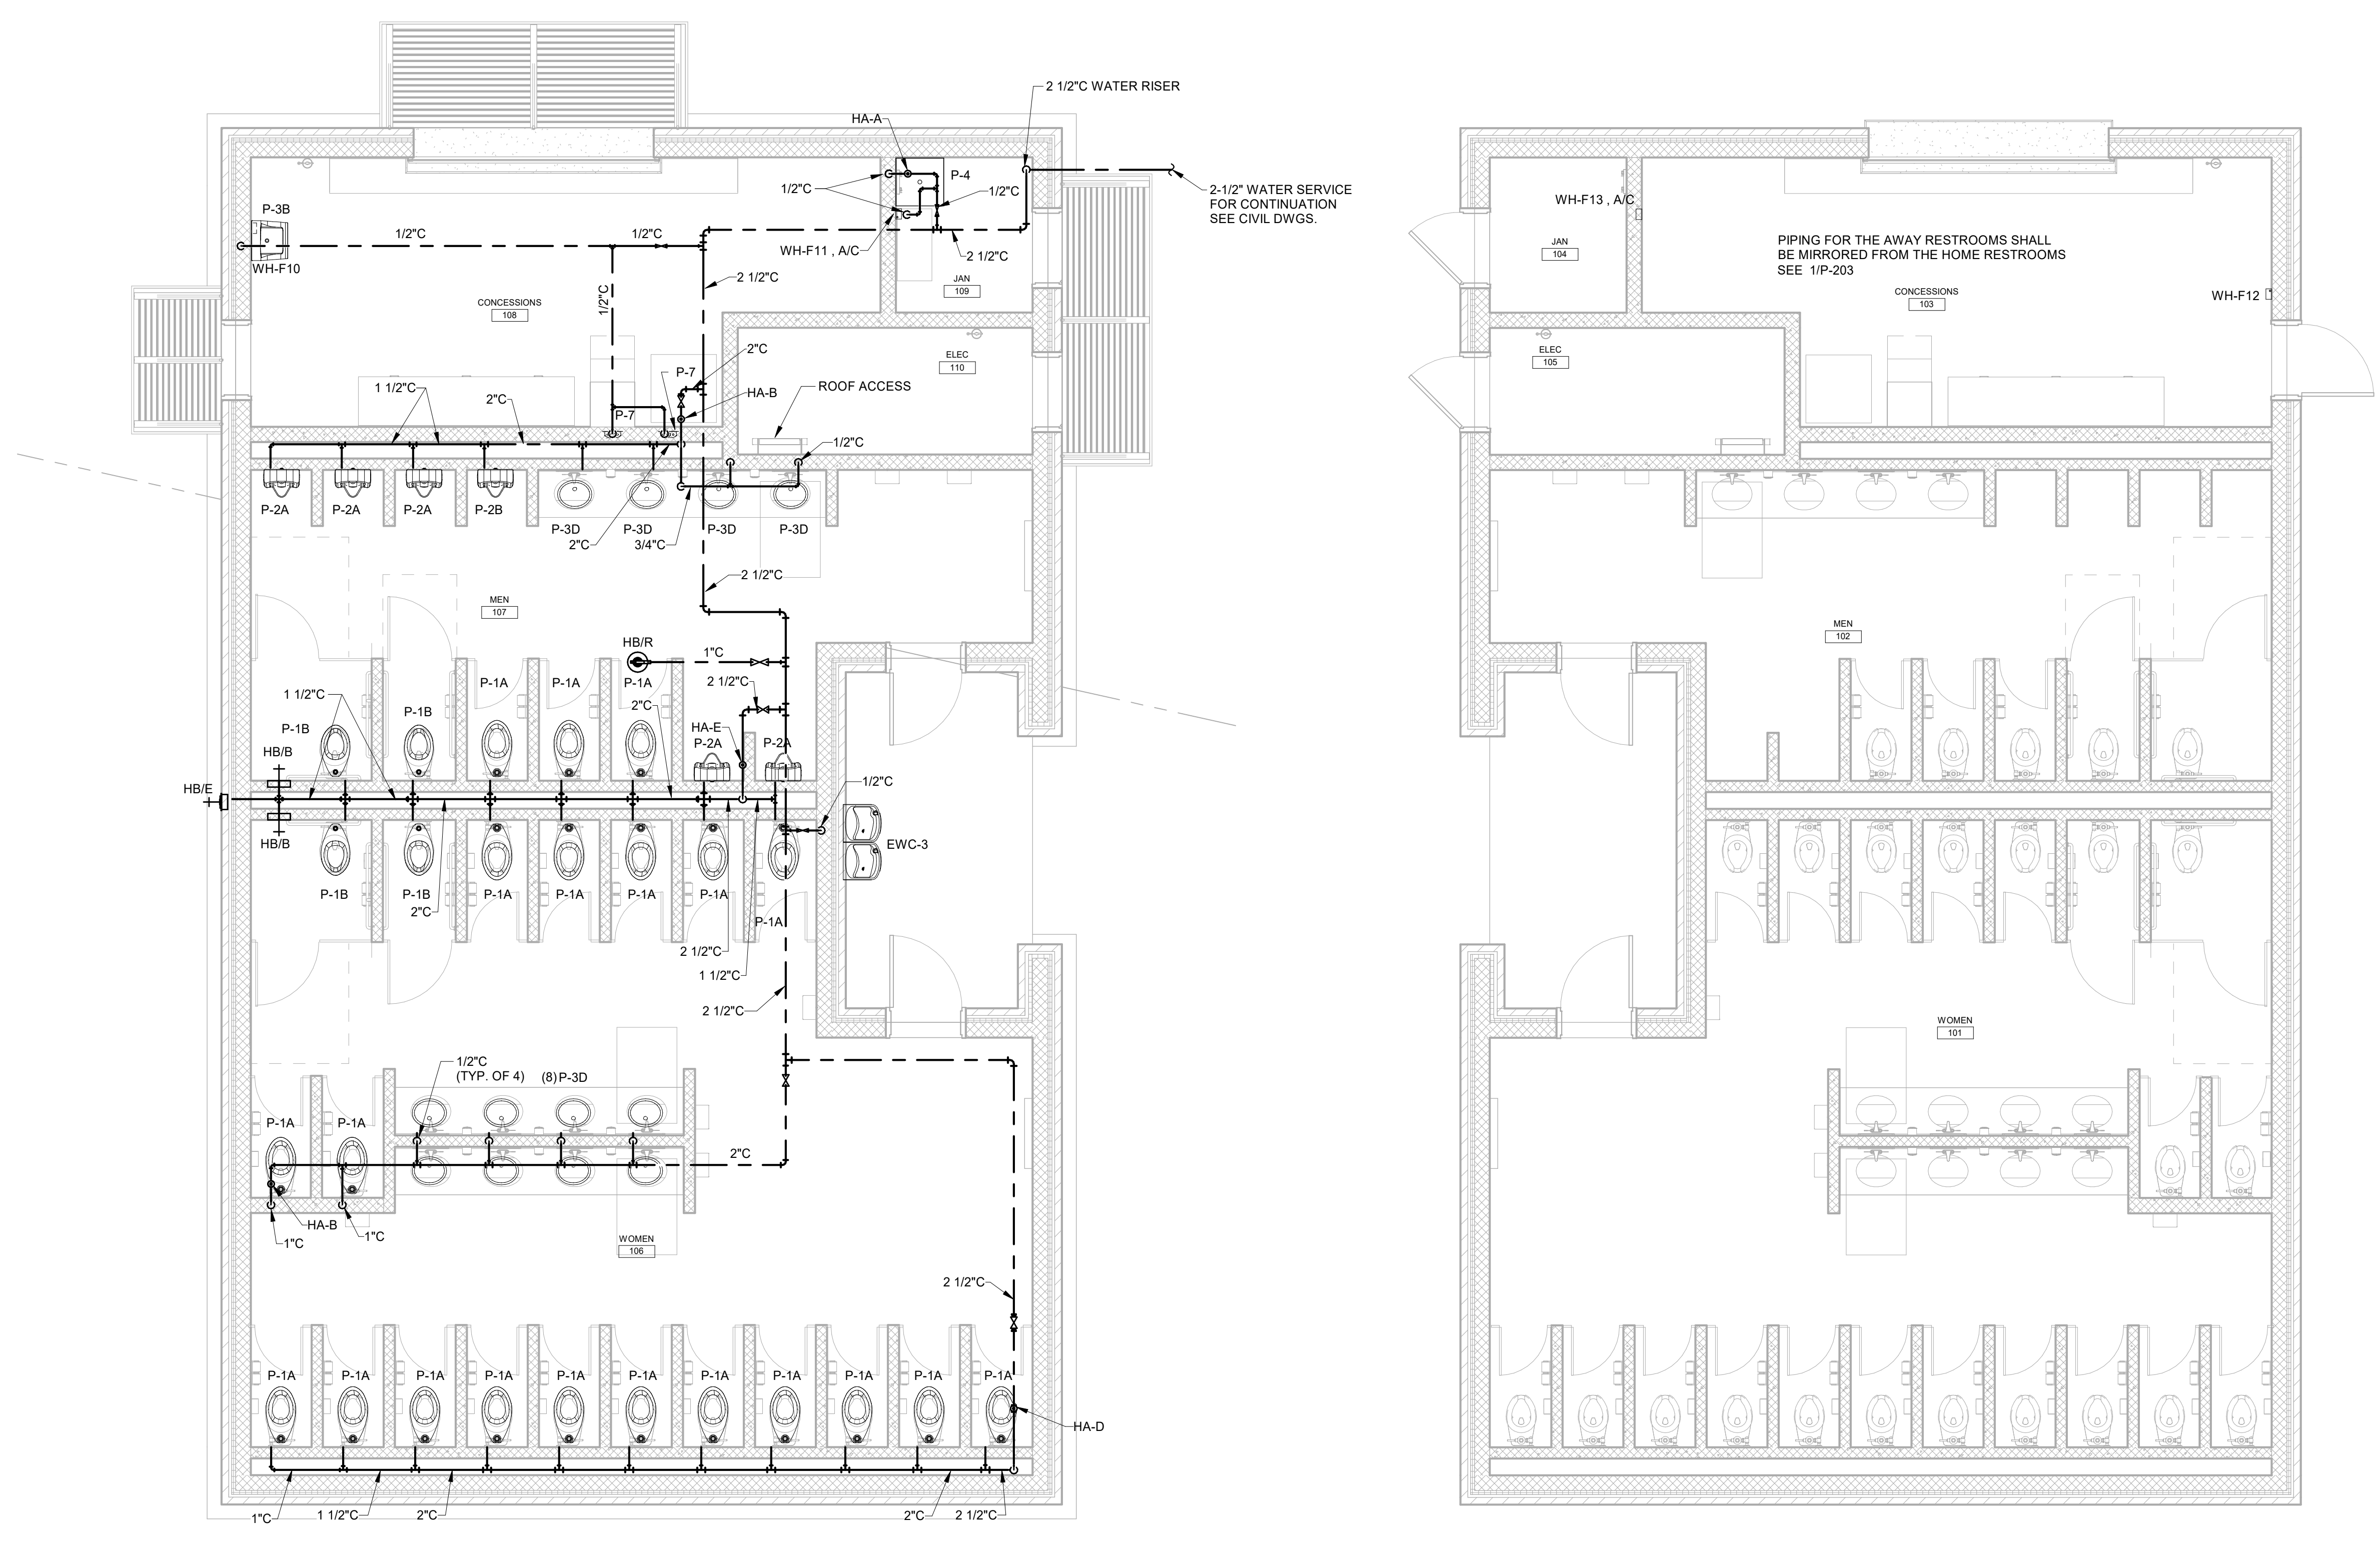 2 1/2"C WATER RISER
HA-A
P-4
1/2"C
1/2"C
2-1/2" WATER SERVICE
FOR CONTINUATION
SEE CIVIL DWGS.
P-3B
1/2"C
1/2"C
WH-F10
WH-F11 , A/C
2 1/2"C
2 1/2"C
JAN
109
1/2"C
CONCESSIONS
108
2"C
ELEC
110
P-7
1 1/2"C
HA-B
ROOF ACCESS
2"C
P-7
1/2"C
P-2A
P-2A
P-2A
P-2B
P-3D
P-3D
P-3D
P-3D
2"C
3/4"C
2 1/2"C
MEN
107
HB/R
1"C
P-1A
P-1A
P-1A
2 1/2"C
1 1/2"C
2"C
P-1B
P-1B
HA-E
P-2A
P-2A
HB/B
HB/E
1/2"C
HB/B
EWC-3
P-1B
P-1B
P-1A
P-1A
P-1A
P-1A
2"C
P-1A
2 1/2"C
1 1/2"C
2 1/2"C
1/2"C
(TYP. OF 4)
(8)P-3D
P-1A
P-1A
2"C
HA-B
1"C
1"C
WOMEN
106
2 1/2"C
P-1A
P-1A
P-1A
P-1A
P-1A
P-1A
P-1A
P-1A
P-1A
P-1A
P-1A
HA-D
1"C
1 1/2"C
2"C
2"C
2 1/2"C
WH-F13 , A/C
JAN
104
PIPING FOR THE AWAY RESTROOMS SHALL
BE MIRRORED FROM THE HOME RESTROOMS
SEE 1/P-203
CONCESSIONS
103
WH-F12
ELEC
105
MEN
102
WOMEN
101